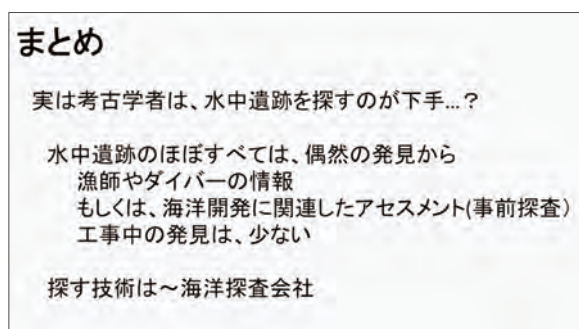 まとめ
実は考古学者は、水中遺跡を探すのが下手...？
水中遺跡のほぼすべては、偶然の発見から
漁師やダイバーの情報
もしくは、海洋開発に関連したアセスメント(事前探査)
工事中の発見は、少ない
探す技術は～海洋探査会社